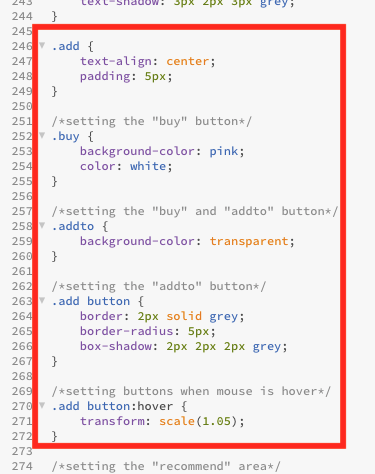 243 text-shadow: 3px 2px 3px grey;
244 }
245
246 .add {
247 text-align: center;
248 padding: 5px;
249 }
250
251 /*setting the "buy" button*/
252 .buy {
253 background-color: pink;
254 color: white;
255 }
256
257 /*setting the "buy" and "addto" button*/
258 .addto {
259 background-color: transparent;
260 }
261
262 /*setting the "addto" button*/
263 .add button {
264 border: 2px solid grey;
265 border-radius: 5px;
266 box-shadow: 2px 2px 2px grey;
267 }
268
269 /*setting buttons when mouse is hover*/
270 .add button:hover {
271 transform: scale(1.05);
272 }
273
274 /*setting the "recommend" area*/